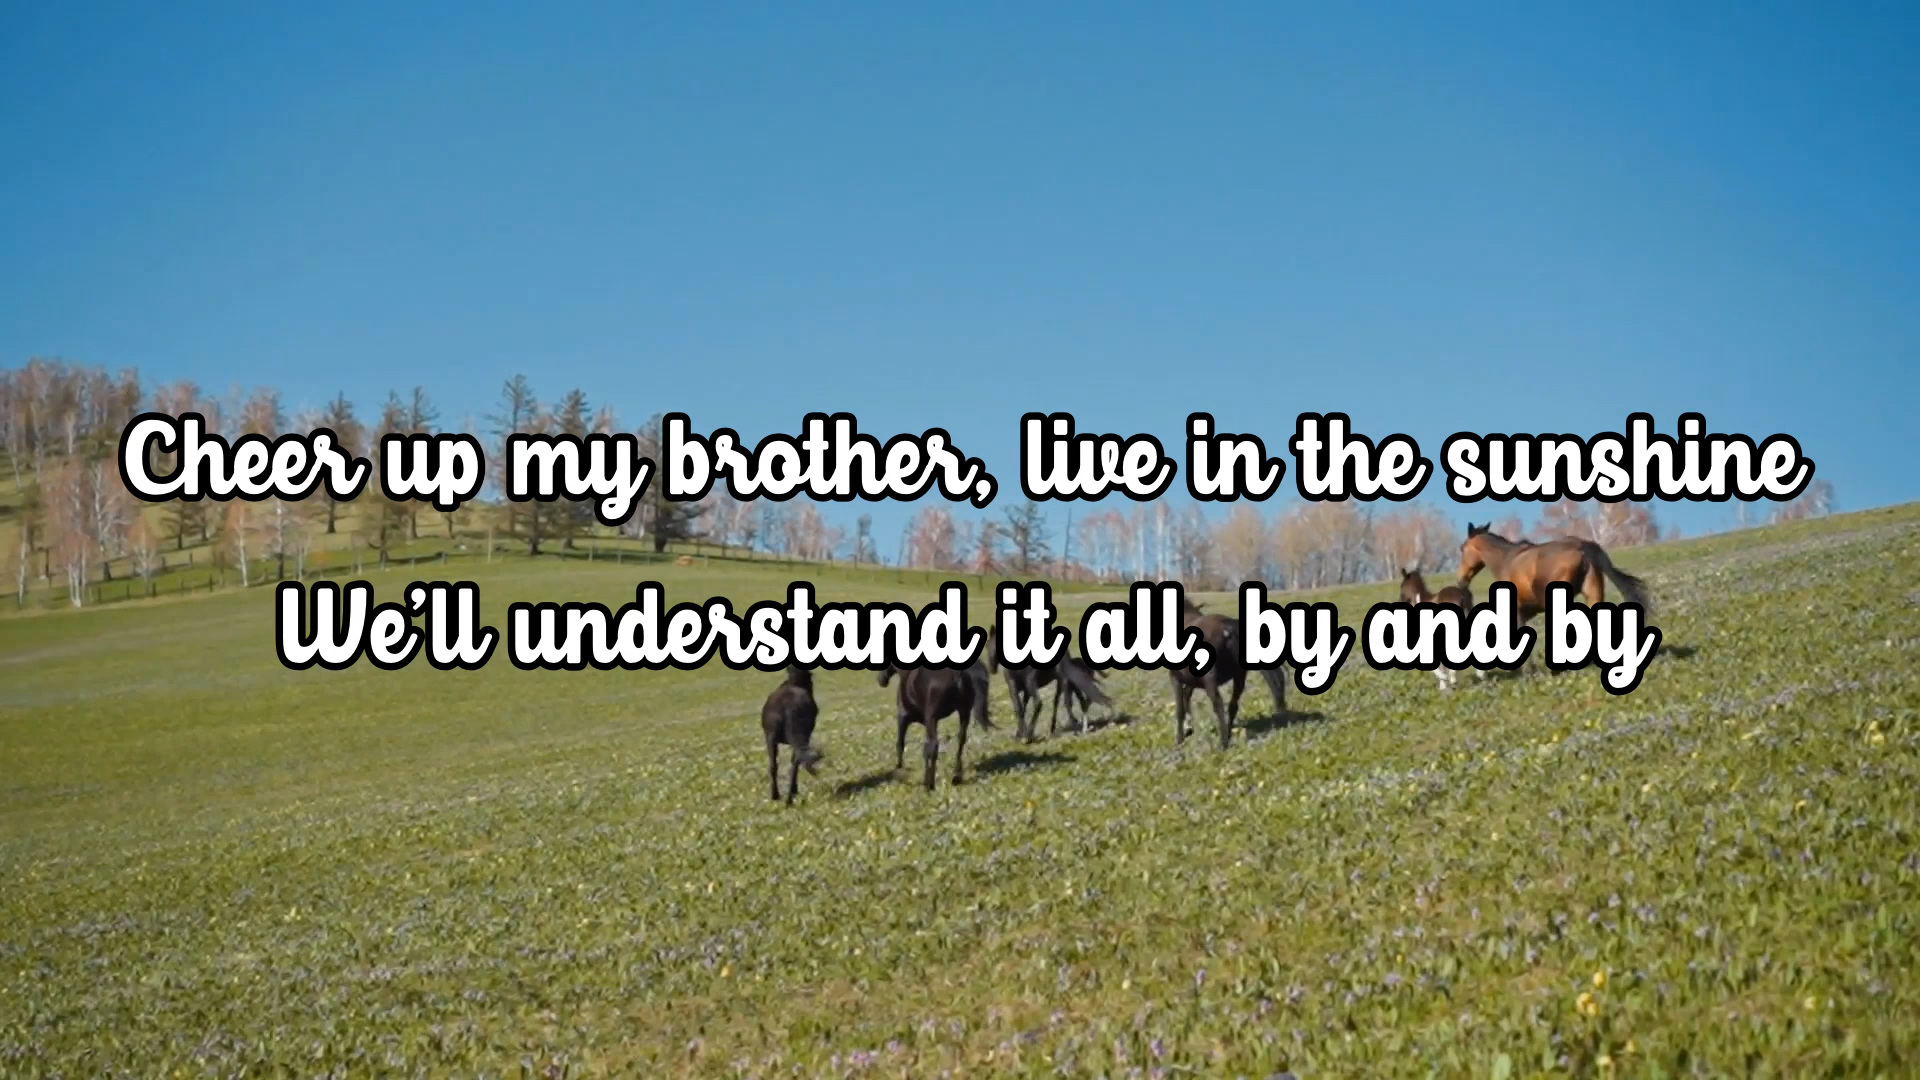 Cheer up my brother, live in the sunshine
We'll understand it all, by and by